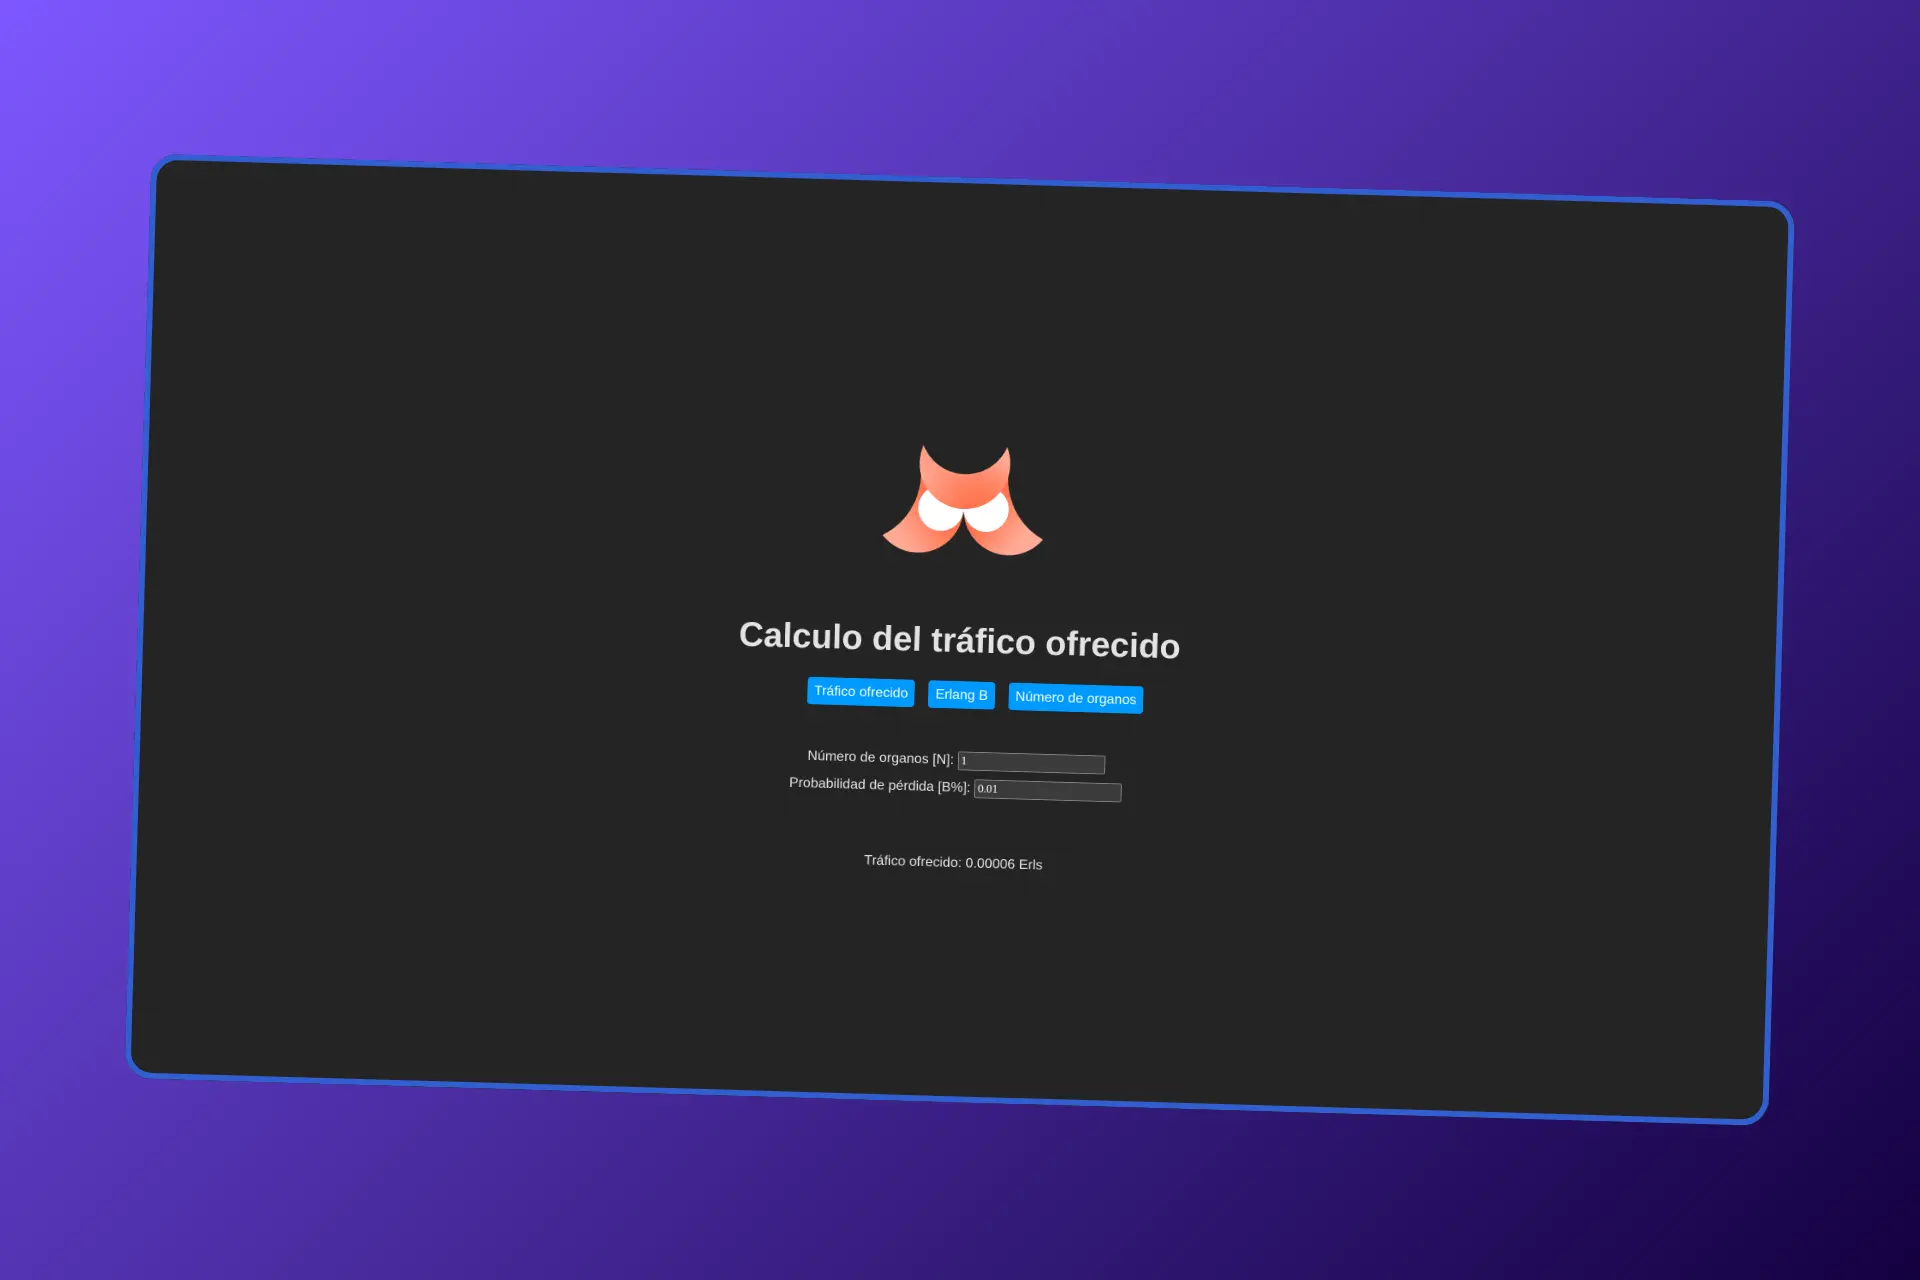 Calculo del tráfico ofrecido
Tráfico ofrecido Erlang B Número de organos
Número de organos [N]: 1
Probabilidad de pérdida [B%]: 0.01
Tráfico ofrecido: 0.00006 Erls